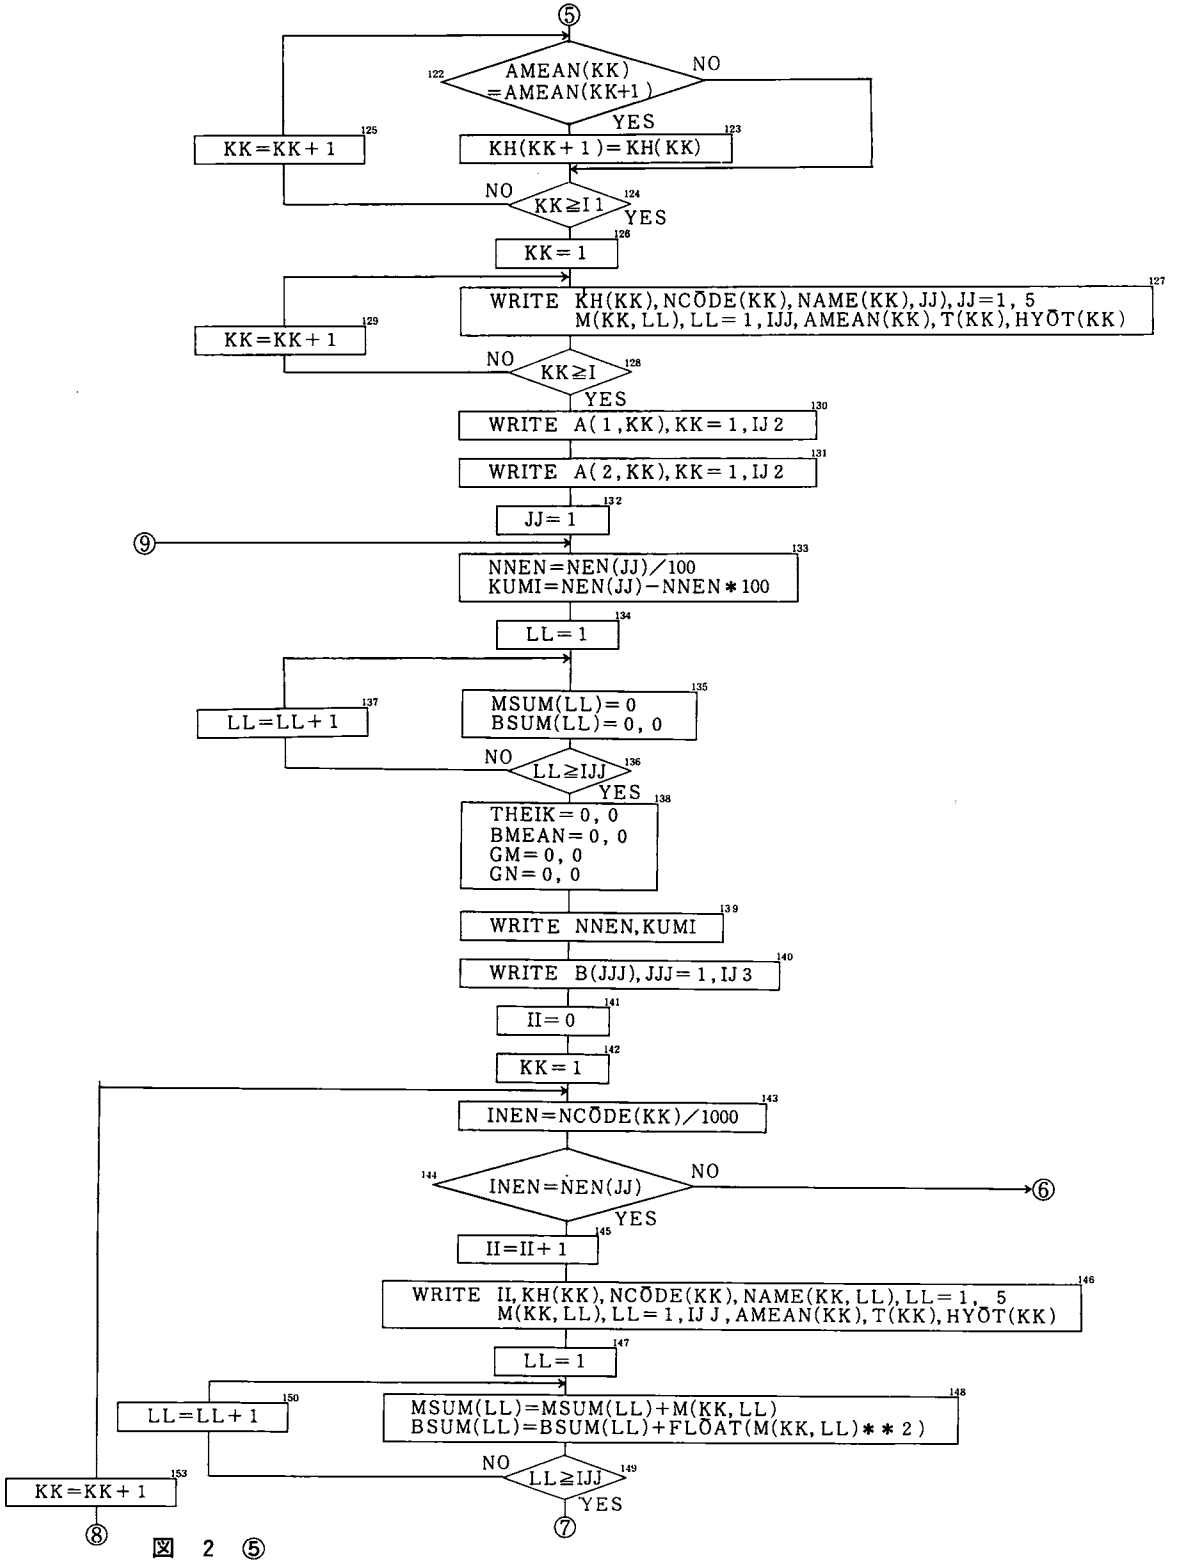 ⑤
122
AMEAN(KK)
=AMEAN(KK+1)
NO
YES
125
KK=KK+1
123
KH(KK+1)=KH(KK)
NO
124
KK≧I1
YES
126
KK=1
127
WRITE KH(KK),NCŌDE(KK),NAME(KK),JJ),JJ=1, 5
M(KK, LL),LL=1,IJJ,AMEAN(KK),T(KK),HYŌT(KK)
129
KK=KK+1
NO
128
KK≧I
YES
130
WRITE A(1,KK),KK=1,IJ2
131
WRITE A(2,KK),KK=1,IJ2
132
JJ=1
⑨
133
NNEN=NEN(JJ)/100
KUMI=NEN(JJ)-NNEN*100
134
LL=1
135
MSUM(LL)=0
BSUM(LL)=0, 0
137
LL=LL+1
NO
136
LL≧IJJ
YES
138
THEIK=0, 0
BMEAN=0, 0
GM=0, 0
GN=0, 0
139
WRITE NNEN,KUMI
140
WRITE B(JJJ),JJJ=1,IJ3
141
II=0
142
KK=1
143
INEN=NCŌDE(KK)/1000
144
INEN=NEN(JJ)
NO
⑥
YES
145
II=II+1
146
WRITE II,KH(KK),NCŌDE(KK),NAME(KK,LL),LL=1, 5
M(KK,LL),LL=1,IJJ,AMEAN(KK),T(KK),HYŌT(KK)
147
LL=1
150
LL=LL+1
148
MSUM(LL)=MSUM(LL)+M(KK,LL)
BSUM(LL)=BSUM(LL)+FLŌAT(M(KK,LL)**2)
NO
149
LL≧IJJ
YES
153
KK=KK+1
⑧
⑦
図 2 ⑤